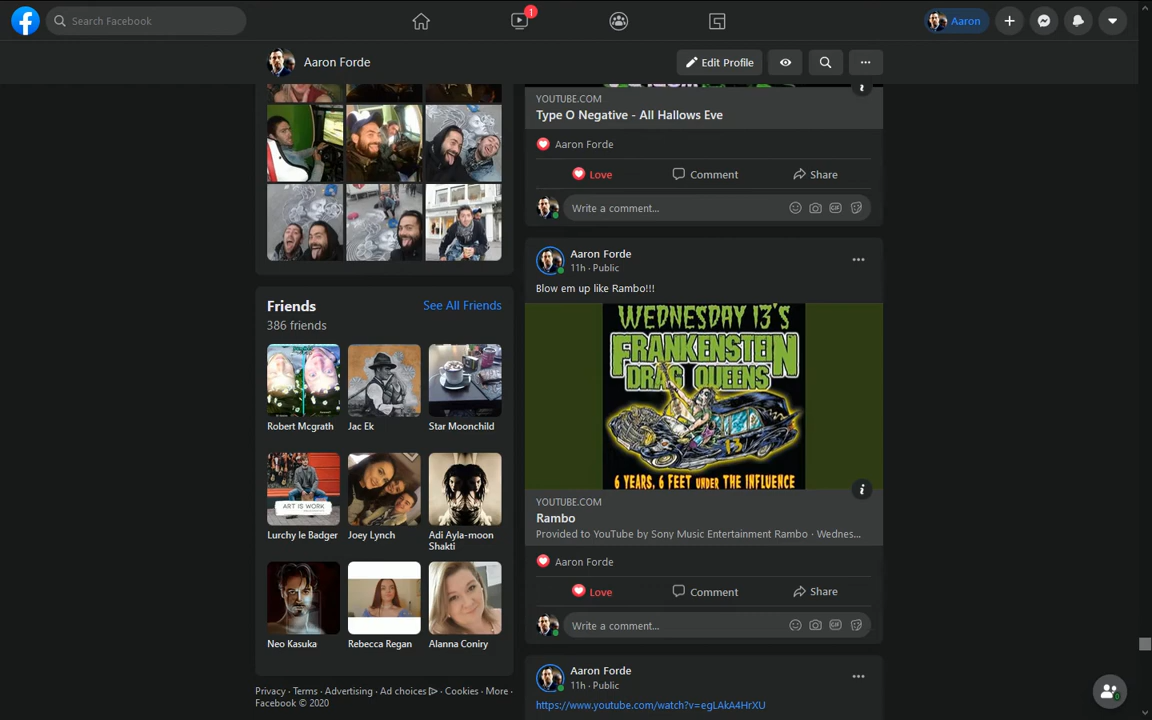 Search Facebook
1
Aaron
Aaron Forde
Edit Profile
YOUTUBE.COM
Type O Negative - All Hallows Eve
Aaron Forde
Love
Comment
Share
Write a comment...
GIF
Aaron Forde
11h · Public
Blow em up like Rambo!!!
WEDNESDAY 13'S
FRANKENSTEIN
DRAG QUEENS
13
6 YEARS, 6 FEET UNDER THE INFLUENCE
YOUTUBE.COM
Rambo
Provided to YouTube by Sony Music Entertainment Rambo · Wednes...
Aaron Forde
Love
Comment
Share
Write a comment...
GIF
Aaron Forde
11h · Public
https://www.youtube.com/watch?v=egLAkA4HrXU
Friends
See All Friends
386 friends
Robert Mcgrath
Jac Ek
Star Moonchild
ART IS WORK
Lurchy le Badger
Joey Lynch
Adi Ayla-moon
Shakti
Neo Kasuka
Rebecca Regan
Alanna Coniry
Privacy · Terms · Advertising · Ad choices · Cookies · More ·
Facebook © 2020